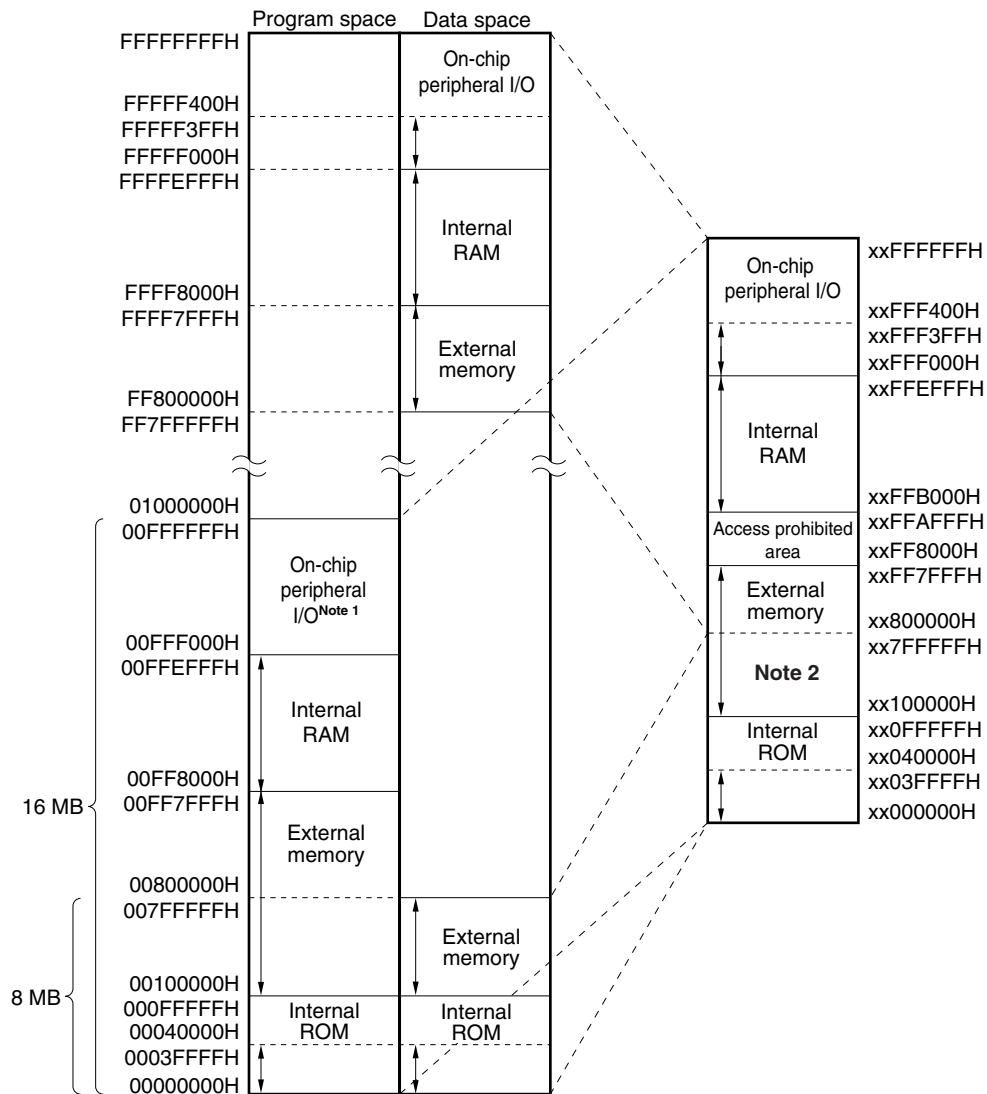 Program space
Data space
FFFFFFFFH
On-chip
peripheral I/O
FFFFF400H
FFFFF3FFH
FFFFF000H
FFFFEFFFH
Internal
RAM
FFFF8000H
FFFF7FFFH
External
memory
FF800000H
FF7FFFFFH
01000000H
00FFFFFFH
On-chip
peripheral
I/ONote 1
00FFF000H
00FFEFFFH
Internal
RAM
00FF8000H
00FF7FFFH
16 MB
External
memory
00800000H
007FFFFFH
External
memory
8 MB
00100000H
000FFFFFH
Internal
ROM
Internal
ROM
00040000H
0003FFFFH
00000000H
On-chip
peripheral I/O
xxFFFFFFH
xxFFF400H
xxFFF3FFH
xxFFF000H
xxFFEFFFH
Internal
RAM
xxFFB000H
xxFFAFFFH
Access prohibited
area
xxFF8000H
xxFF7FFFH
External
memory
xx800000H
xx7FFFFFH
Note 2
xx100000H
xx0FFFFFH
Internal
ROM
xx040000H
xx03FFFFH
xx000000H